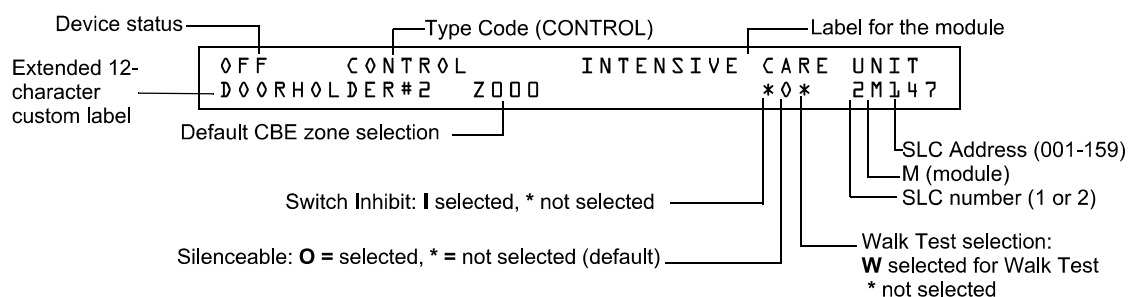 Device status
Type Code (CONTROL)
Label for the module
Extended 12-
character
custom label
OFF CONTROL INTENSIVE CARE UNIT
DOORHOLDER#2 Z000 *O* 2M147
Default CBE zone selection
SLC Address (001-159)
M (module)
SLC number (1 or 2)
Switch Inhibit: I selected, * not selected
Silenceable: O = selected, * = not selected (default)
Walk Test selection:
W selected for Walk Test
* not selected